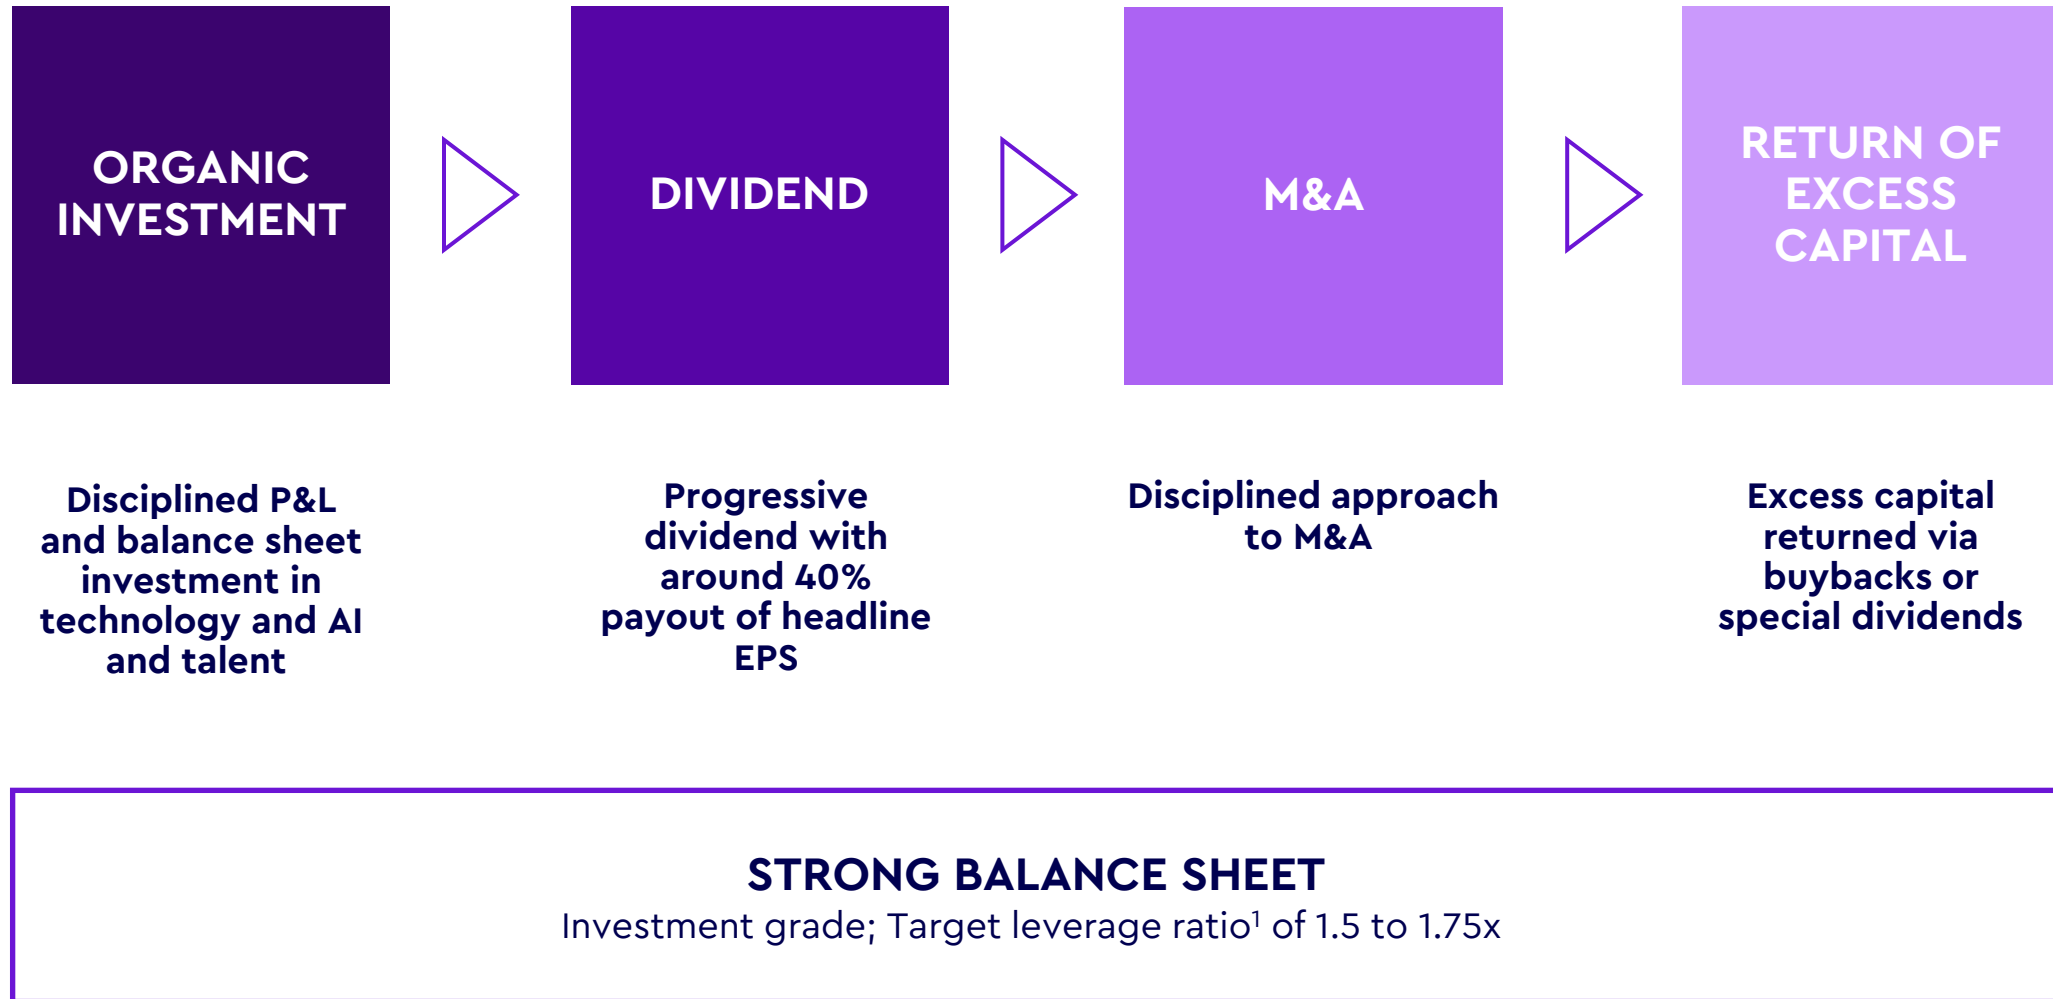 ORGANIC
INVESTMENT
DIVIDEND
M&A
RETURN OF
EXCESS
CAPITAL
Disciplined P&L
and balance sheet
investment in
technology and AI
and talent
Progressive
dividend with
around 40%
payout of headline
EPS
Disciplined approach
to M&A
Excess capital
returned via
buybacks or
special dividends
STRONG BALANCE SHEET
Investment grade; Target leverage ratio¹ of 1.5 to 1.75x